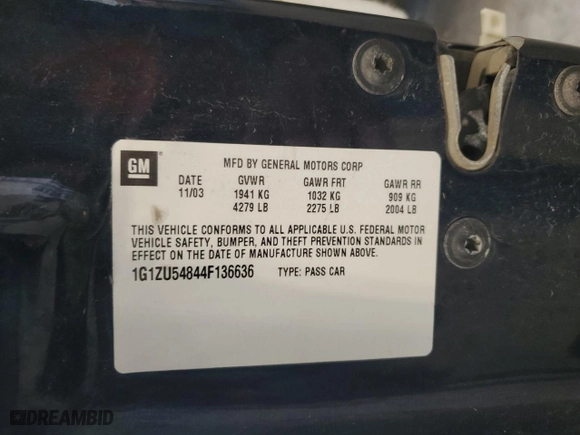 GM
MFD BY GENERAL MOTORS CORP
DATE GVWR GAWR FRT GAWR RR
11/03 1941 KG 1032 KG 909 KG
4279 LB 2275 LB 2004 LB
THIS VEHICLE CONFORMS TO ALL APPLICABLE U.S. FEDERAL MOTOR
VEHICLE SAFETY, BUMPER, AND THEFT PREVENTION STANDARDS IN
EFFECT ON THE DATE OF MANUFACTURE SHOWN ABOVE.
1G1ZU54844F136636 TYPE: PASS CAR
DREAMBID